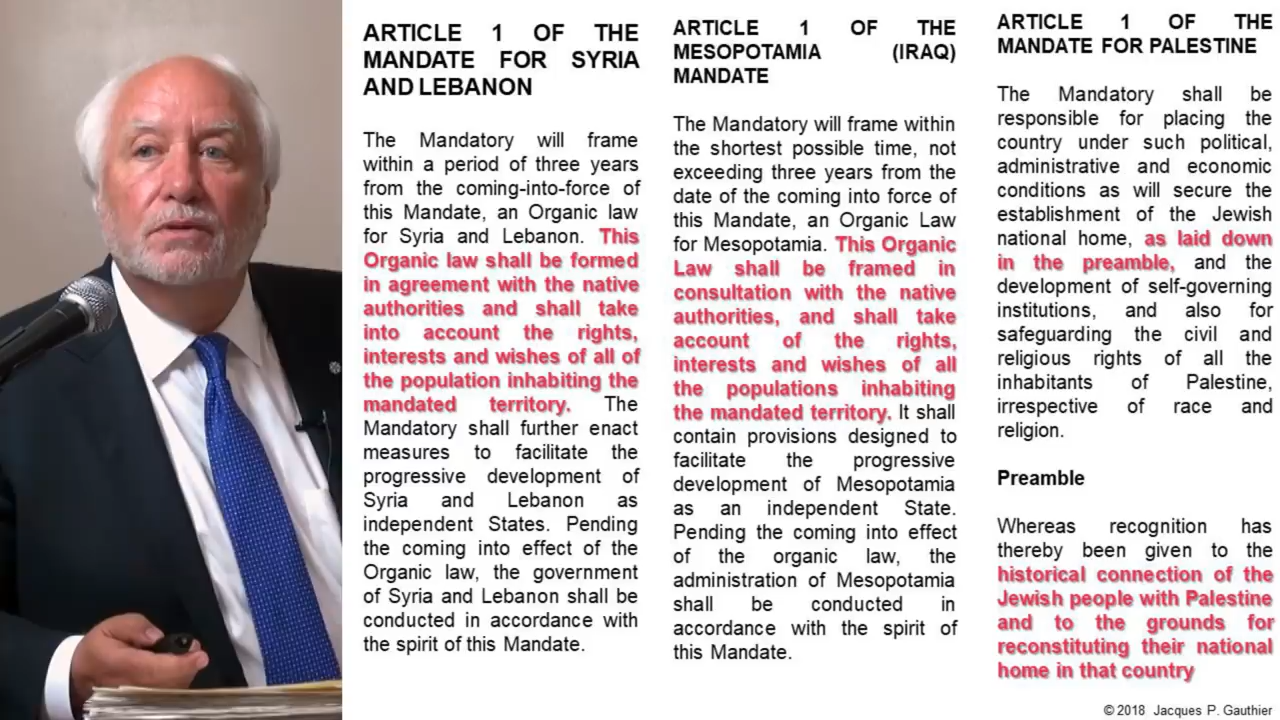 ARTICLE 1 OF THE
MANDATE FOR SYRIA
AND LEBANON
The Mandatory will frame
within a period of three years
from the coming-into-force of
this Mandate, an Organic law
for Syria and Lebanon. This
Organic law shall be formed
in agreement with the native
authorities and shall take
into account the rights,
interests and wishes of all of
the population inhabiting the
mandated territory. The
Mandatory shall further enact
measures to facilitate the
progressive development of
Syria and Lebanon as
independent States. Pending
the coming into effect of the
Organic law, the government
of Syria and Lebanon shall be
conducted in accordance with
the spirit of this Mandate.
ARTICLE 1 OF THE
MESOPOTAMIA (IRAQ)
MANDATE
The Mandatory will frame within
the shortest possible time, not
exceeding three years from the
date of the coming into force of
this Mandate, an Organic Law
for Mesopotamia. This Organic
Law shall be framed in
consultation with the native
authorities, and shall take
account of the rights,
interests and wishes of all
the populations inhabiting
the mandated territory. It shall
contain provisions designed to
facilitate the progressive
development of Mesopotamia
as an independent State.
Pending the coming into effect
of the organic law, the
administration of Mesopotamia
shall be conducted in
accordance with the spirit of
this Mandate.
ARTICLE 1 OF THE
MANDATE FOR PALESTINE
The Mandatory shall be
responsible for placing the
country under such political,
administrative and economic
conditions as will secure the
establishment of the Jewish
national home, as laid down
in the preamble, and the
development of self-governing
institutions, and also for
safeguarding the civil and
religious rights of all the
inhabitants of Palestine,
irrespective of race and
religion.
Preamble
Whereas recognition has
thereby been given to the
historical connection of the
Jewish people with Palestine
and to the grounds for
reconstituting their national
home in that country
© 2018 Jacques P. Gauthier